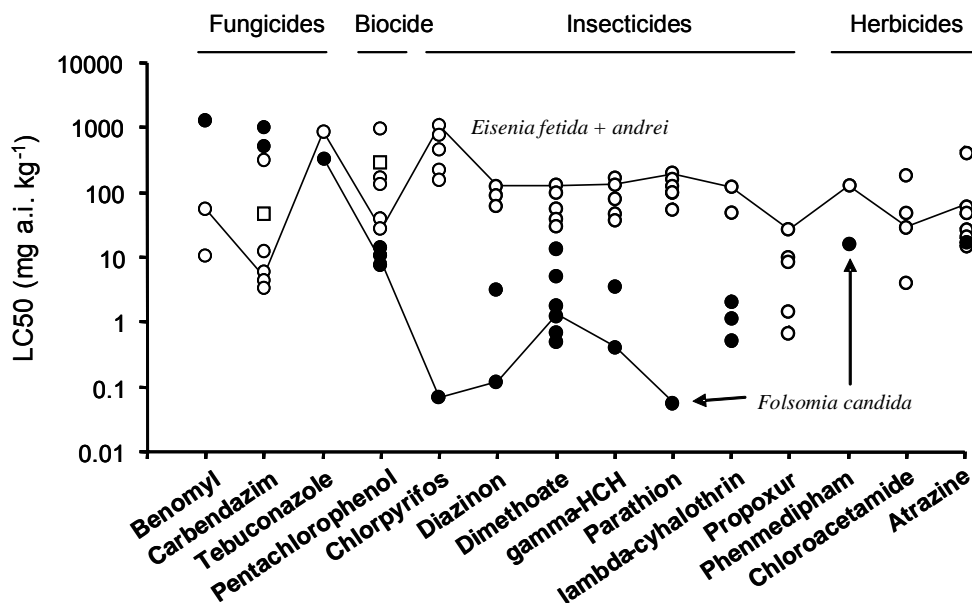 Fungicides Biocide Insecticides Herbicides
10000
1000
100
10
1
0.1
0.01
LC50 (mg a.i. kg-1)
Eisenia fetida + andrei
Folsomia candida
Benomyl
Carbendazim
Tebuconazole
Pentachlorophenol
Chlorpyrifos
Diazinon
Dimethoate
gamma-HCH
Parathion
lambda-cyhalothrin
Propoxur
Phenmedipham
Chloroacetamide
Atrazine